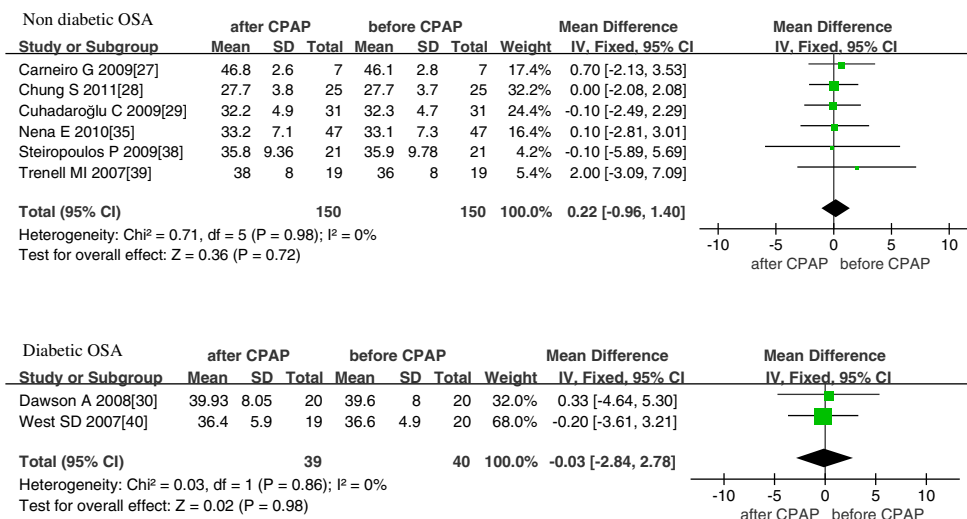 Non diabetic OSA
after CPAP before CPAP Mean Difference Mean Difference
Study or Subgroup Mean SD Total Mean SD Total Weight IV, Fixed, 95% CI IV, Fixed, 95% CI
Carneiro G 2009[27] 46.8 2.6 7 46.1 2.8 7 17.4% 0.70 [-2.13, 3.53]
Chung S 2011[28] 27.7 3.8 25 27.7 3.7 25 32.2% 0.00 [-2.08, 2.08]
Cuhadaroğlu C 2009[29] 32.2 4.9 31 32.3 4.7 31 24.4% -0.10 [-2.49, 2.29]
Nena E 2010[35] 33.2 7.1 47 33.1 7.3 47 16.4% 0.10 [-2.81, 3.01]
Steiropoulos P 2009[38] 35.8 9.36 21 35.9 9.78 21 4.2% -0.10 [-5.89, 5.69]
Trenell MI 2007[39] 38 8 19 36 8 19 5.4% 2.00 [-3.09, 7.09]
Total (95% CI) 150 150 100.0% 0.22 [-0.96, 1.40]
Heterogeneity: Chi² = 0.71, df = 5 (P = 0.98); I² = 0%
Test for overall effect: Z = 0.36 (P = 0.72)
-10 -5 0 5 10
after CPAP before CPAP
Diabetic OSA
after CPAP before CPAP Mean Difference Mean Difference
Study or Subgroup Mean SD Total Mean SD Total Weight IV, Fixed, 95% CI IV, Fixed, 95% CI
Dawson A 2008[30] 39.93 8.05 20 39.6 8 20 32.0% 0.33 [-4.64, 5.30]
West SD 2007[40] 36.4 5.9 19 36.6 4.9 20 68.0% -0.20 [-3.61, 3.21]
Total (95% CI) 39 40 100.0% -0.03 [-2.84, 2.78]
Heterogeneity: Chi² = 0.03, df = 1 (P = 0.86); I² = 0%
Test for overall effect: Z = 0.02 (P = 0.98)
-10 -5 0 5 10
after CPAP before CPAP